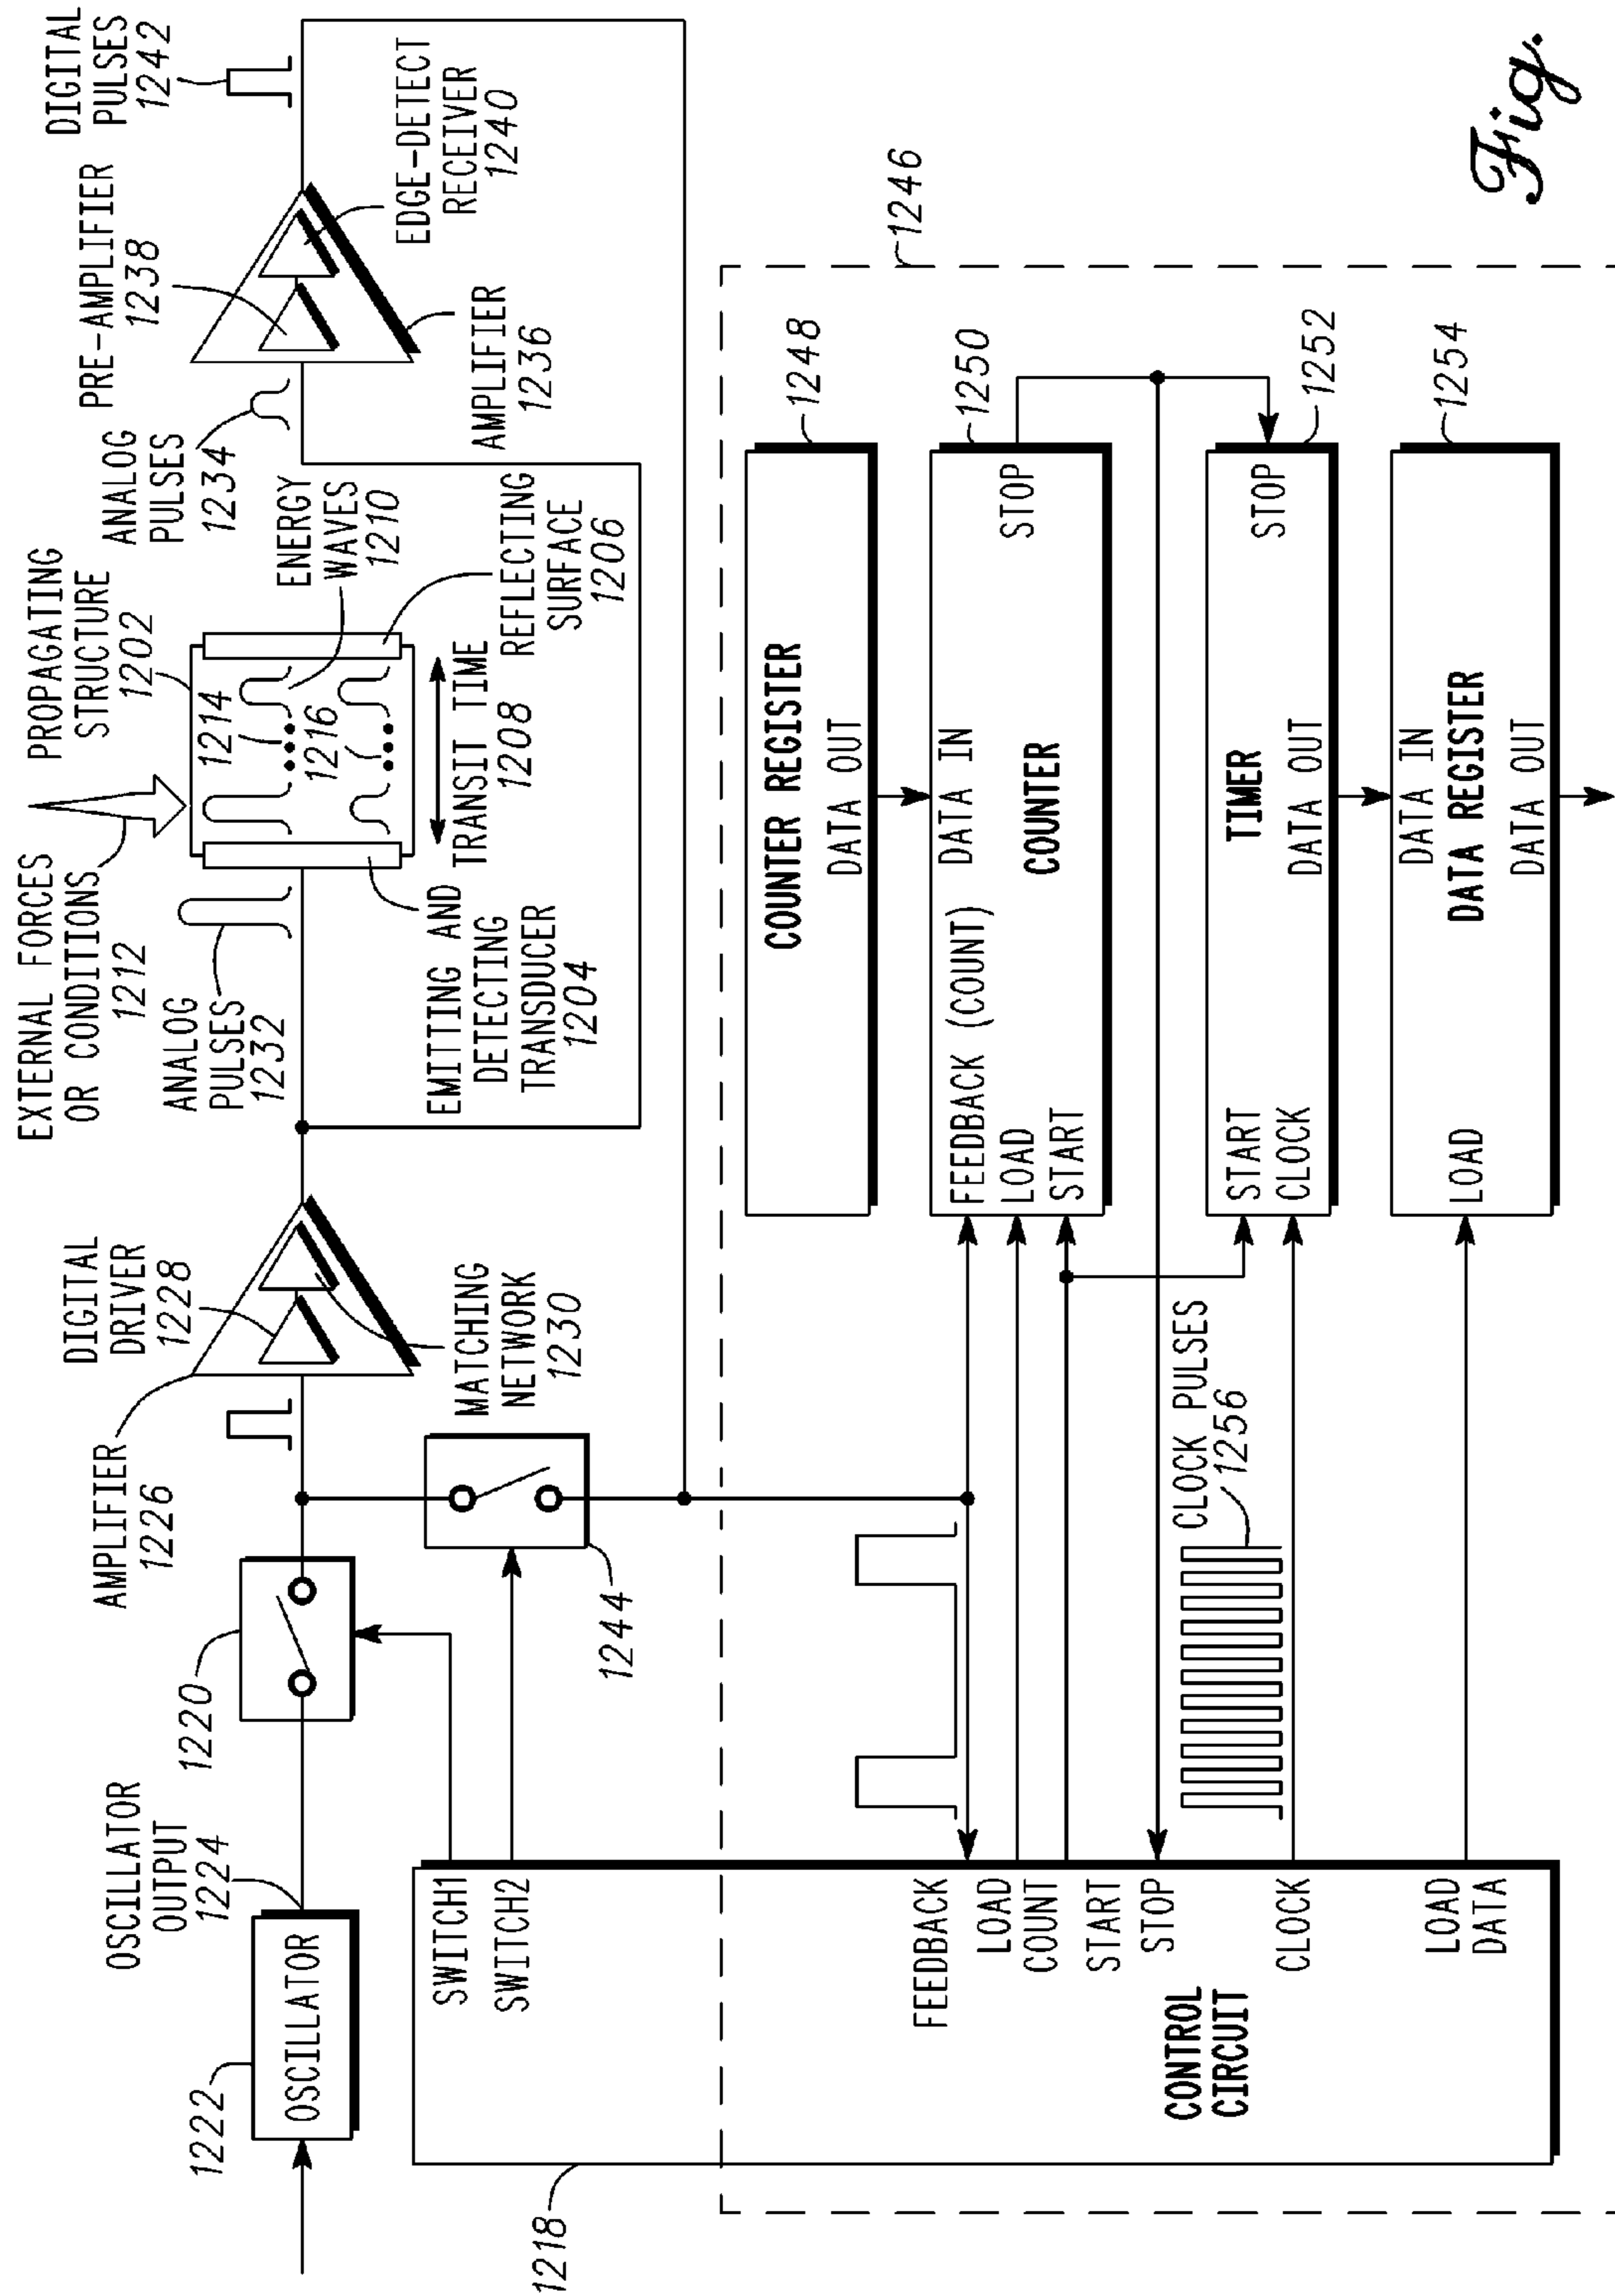 EXTERNAL FORCES
OR CONDITIONS
1212
PROPAGATING
STRUCTURE
1202
ANALOG
PULSES
1234
PRE-AMPLIFIER
1238
DIGITAL
PULSES
1242
OSCILLATOR
OUTPUT
1224
1220
AMPLIFIER
1226
DIGITAL
DRIVER
1228
ANALOG
PULSES
1232
1214
1216
ENERGY
WAVES
1210
EDGE-DETECT
RECEIVER
1240
1222
OSCILLATOR
MATCHING
NETWORK
1230
EMITTING AND
DETECTING
TRANSDUCER
1204
TRANSIT TIME
1208
REFLECTING
SURFACE
1206
AMPLIFIER
1236
1218
SWITCH1
SWITCH2
1244
1246
COUNTER REGISTER
DATA OUT
1248
FEEDBACK
LOAD
COUNT
START
STOP
CLOCK
LOAD
DATA
CONTROL
CIRCUIT
FEEDBACK (COUNT)
DATA IN
LOAD
START
COUNTER
STOP
1250
CLOCK PULSES
1256
START
CLOCK
TIMER
DATA OUT
STOP
1252
LOAD
DATA IN
DATA REGISTER
DATA OUT
1254
Fig.